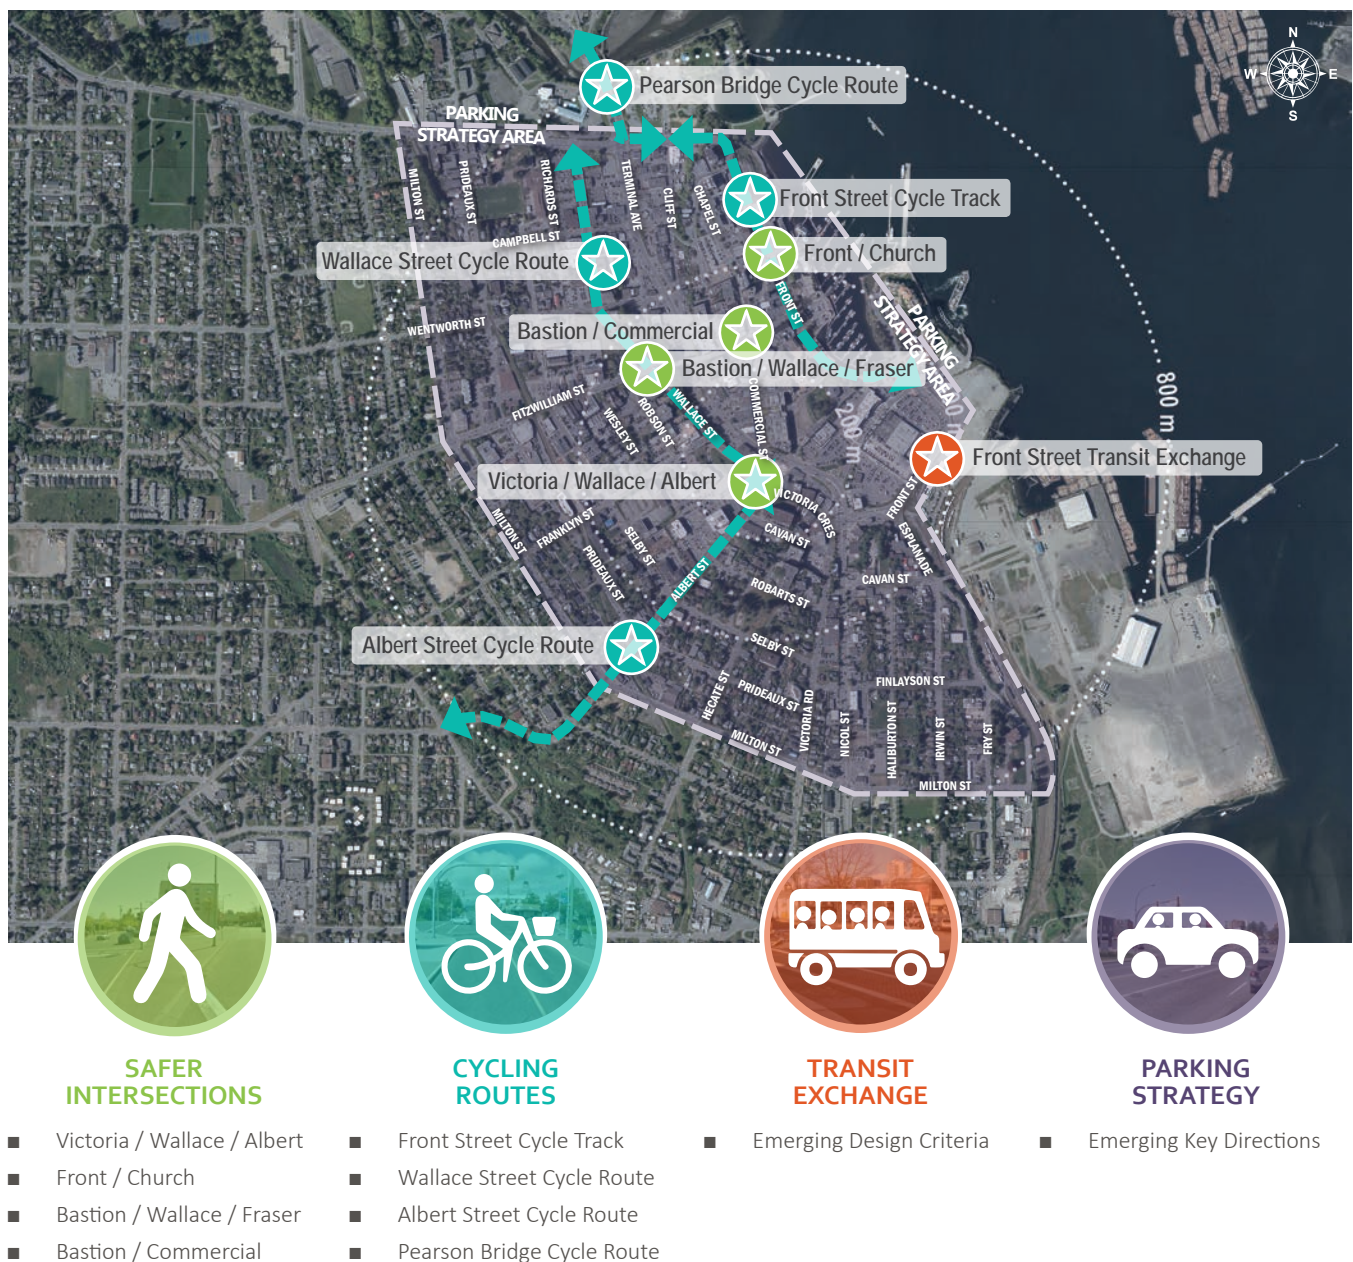 N
W E
S
Pearson Bridge Cycle Route
PARKING
STRATEGY AREA
MILTON ST
PRIDEAUX ST
RICHARDS ST
TERMINAL AVE
CLIFF ST
CHAPEL ST
Front Street Cycle Track
CAMPBELL ST
Front / Church
Wallace Street Cycle Route
FRONT ST
PARKING
STRATEGY AREA
WENTWORTH ST
Bastion / Commercial
Bastion / Wallace / Fraser
800 m
200 m
FITZWILLIAM ST
WESLEY ST
ROBSON ST
WALLACE ST
COMMERCIAL ST
Front Street Transit Exchange
Victoria / Wallace / Albert
VICTORIA CRES
FRONT ST
MILTON ST
FRANKLYN ST
SELBY ST
CAVAN ST
ESPLANADE
PRIDEAUX ST
ALBERT ST
ROBARTS ST
CAVAN ST
Albert Street Cycle Route
SELBY ST
HECATE ST
PRIDEAUX ST
FINLAYSON ST
VICTORIA RD
NICOL ST
HALIBURTON ST
IRWIN ST
FRY ST
MILTON ST
MILTON ST
SAFER
INTERSECTIONS
■ Victoria / Wallace / Albert
■ Front / Church
■ Bastion / Wallace / Fraser
■ Bastion / Commercial
CYCLING
ROUTES
■ Front Street Cycle Track
■ Wallace Street Cycle Route
■ Albert Street Cycle Route
■ Pearson Bridge Cycle Route
TRANSIT
EXCHANGE
■ Emerging Design Criteria
PARKING
STRATEGY
■ Emerging Key Directions